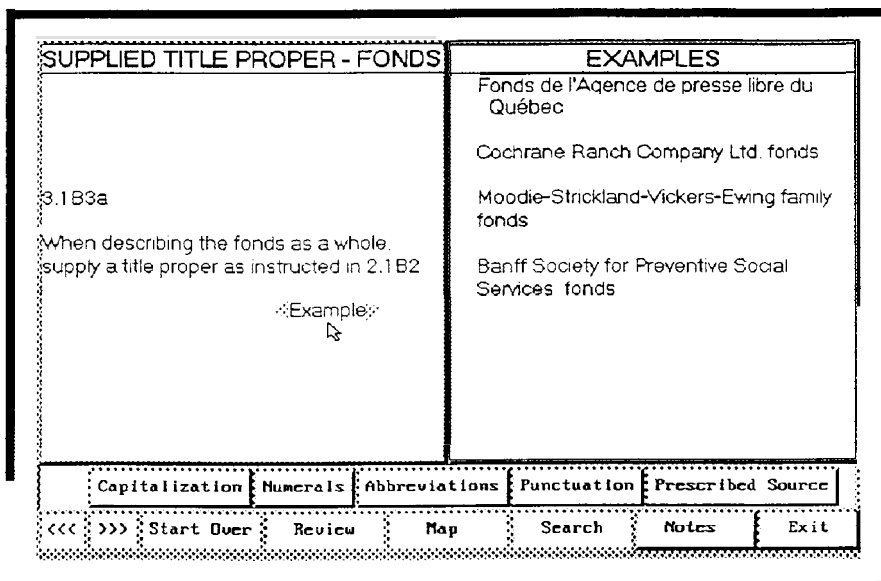 SUPPLIED TITLE PROPER - FONDS
3.1B3a
When describing the fonds as a whole,
supply a title proper as instructed in 2.1B2
Example
EXAMPLES
Fonds de l'Agence de presse libre du
Québec
Cochrane Ranch Company Ltd. fonds
Moodie-Strickland-Vickers-Ewing family
fonds
Banff Society for Preventive Social
Services fonds
Capitalization Numerals Abbreviations Punctuation Prescribed Source
<<< >>> Start Over Review Map Search Notes Exit